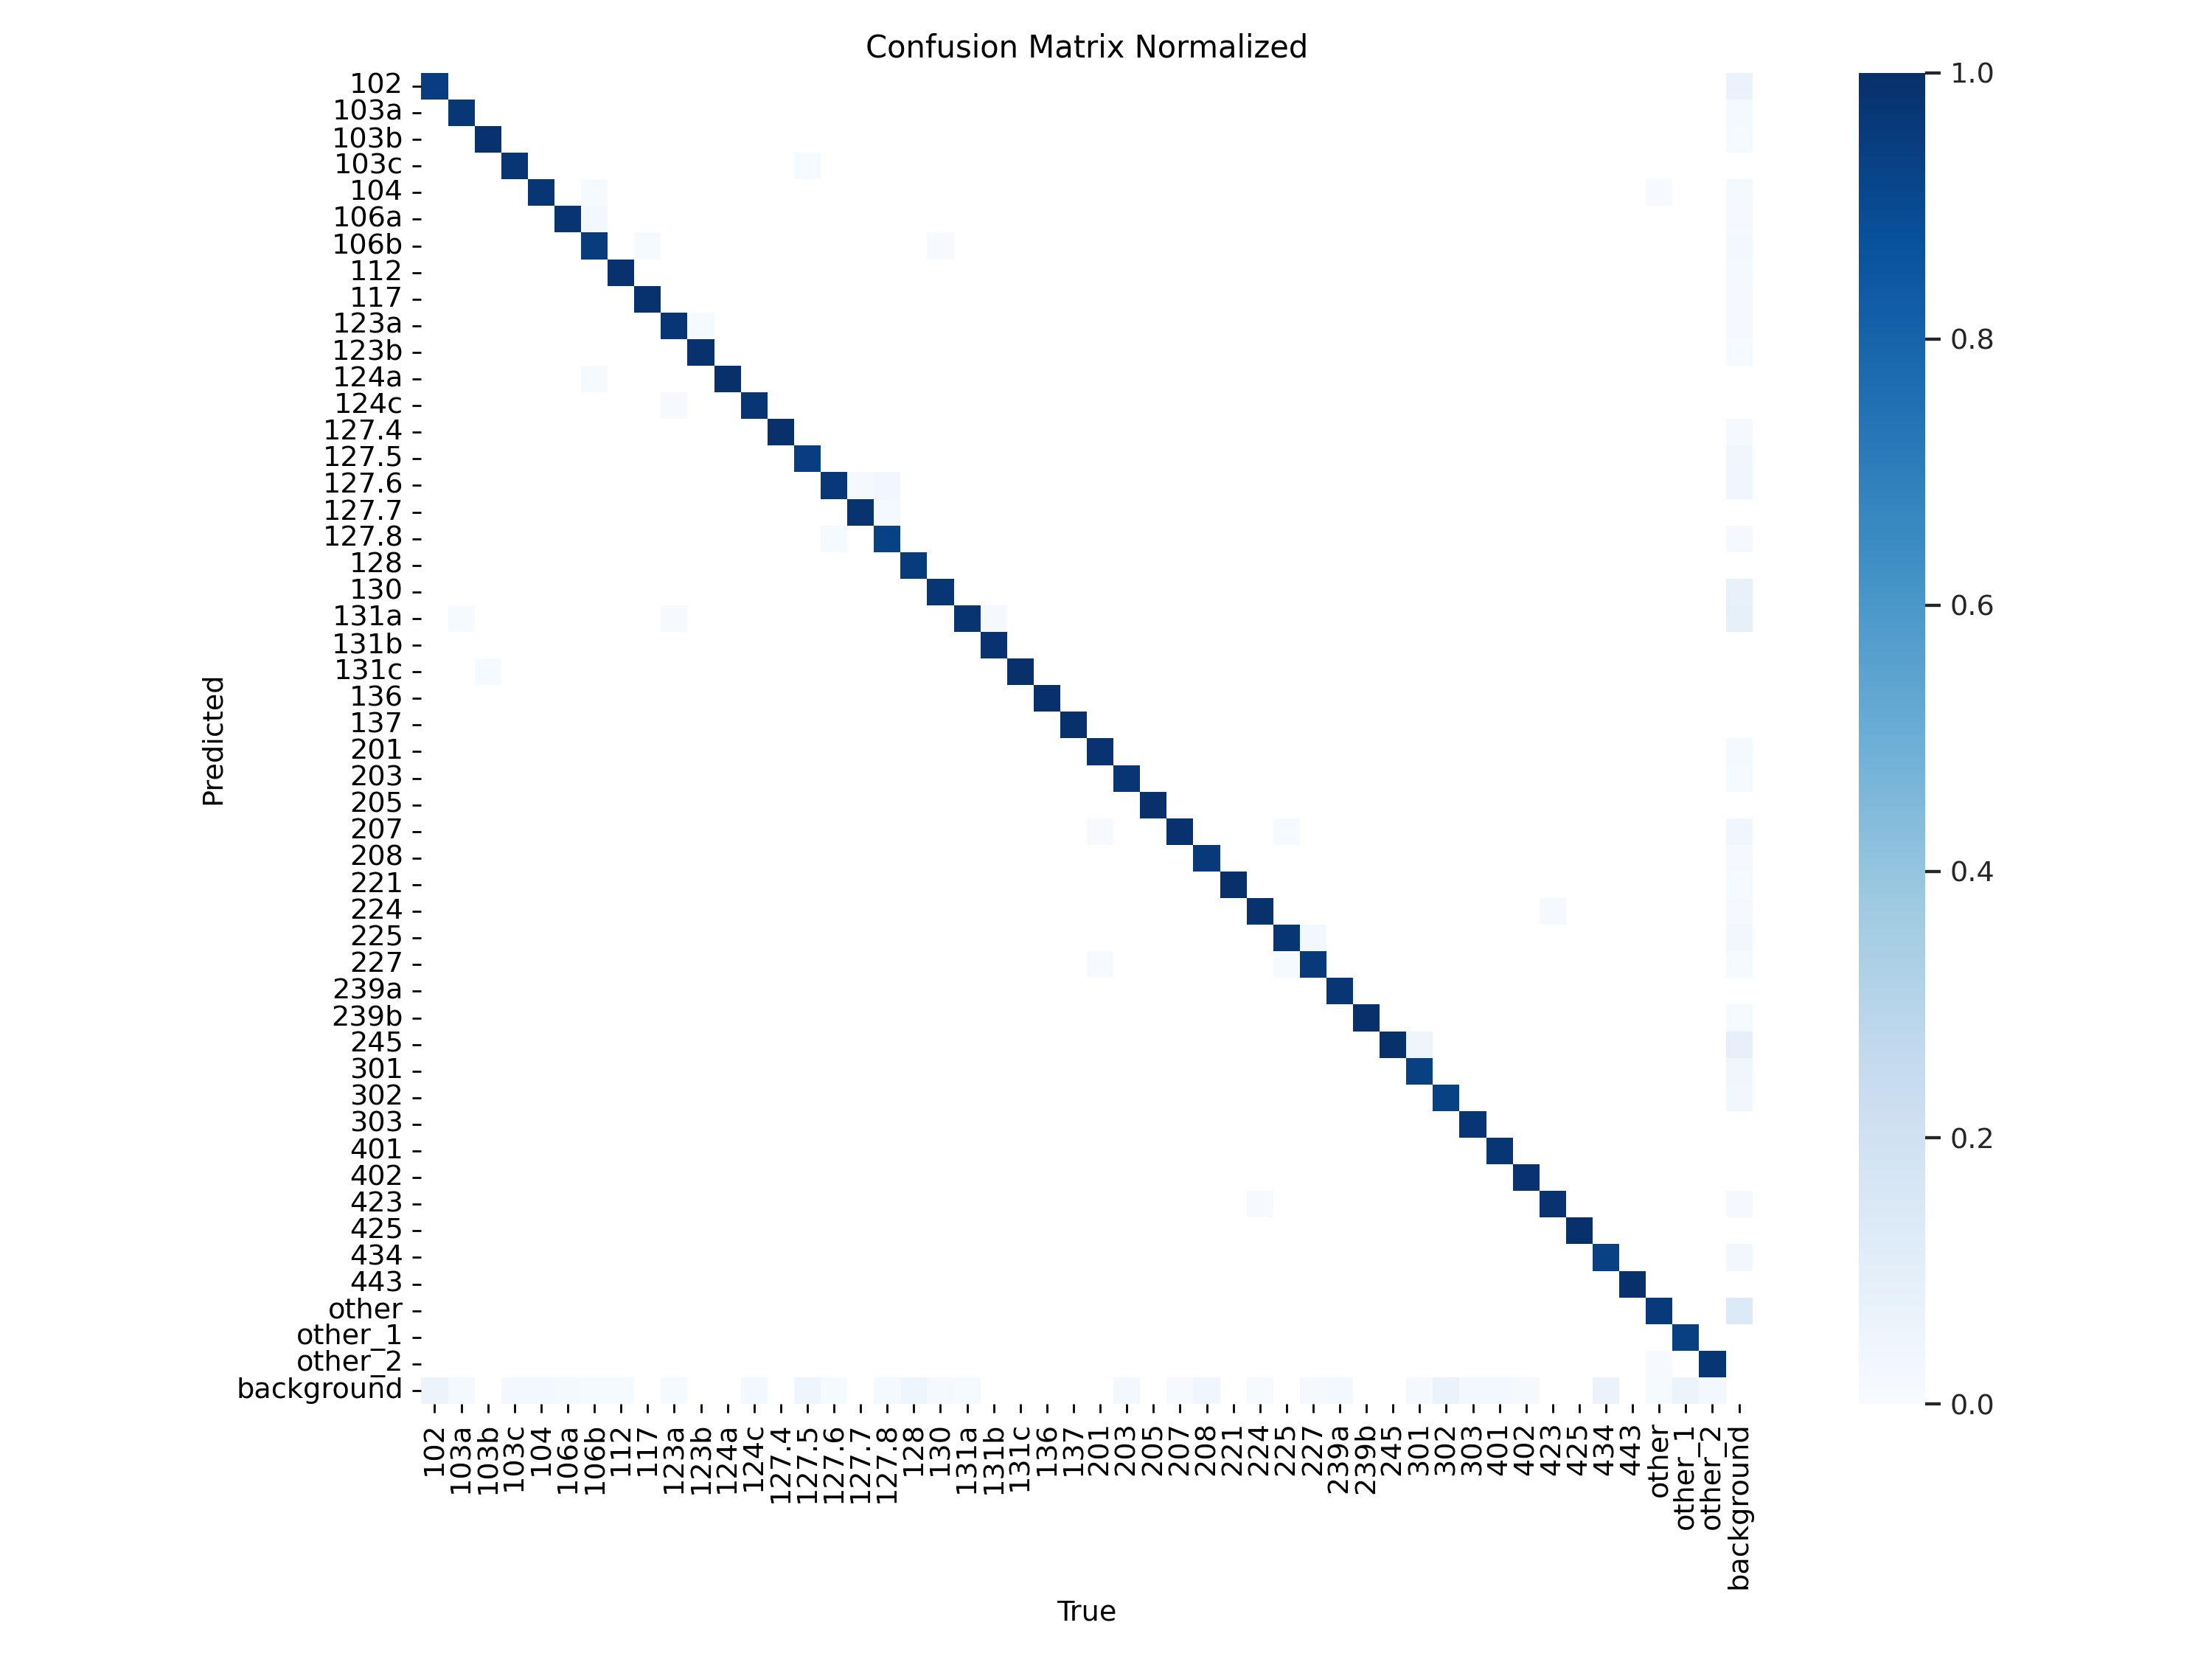 Confusion Matrix Normalized
Predicted
102
103a
103b
103c
104
106a
106b
112
117
123a
123b
124a
124c
127.4
127.5
127.6
127.7
127.8
128
130
131a
131b
131c
136
137
201
203
205
207
208
221
224
225
227
239a
239b
245
301
302
303
401
402
423
425
434
443
other
other_1
other_2
background
102
103a
103b
103c
104
106a
106b
112
117
123a
123b
124a
124c
127.4
127.5
127.6
127.7
127.8
128
130
131a
131b
131c
136
137
201
203
205
207
208
221
224
225
227
239a
239b
245
301
302
303
401
402
423
425
434
443
other
other_1
other_2
background
True
1.0
0.8
0.6
0.4
0.2
0.0